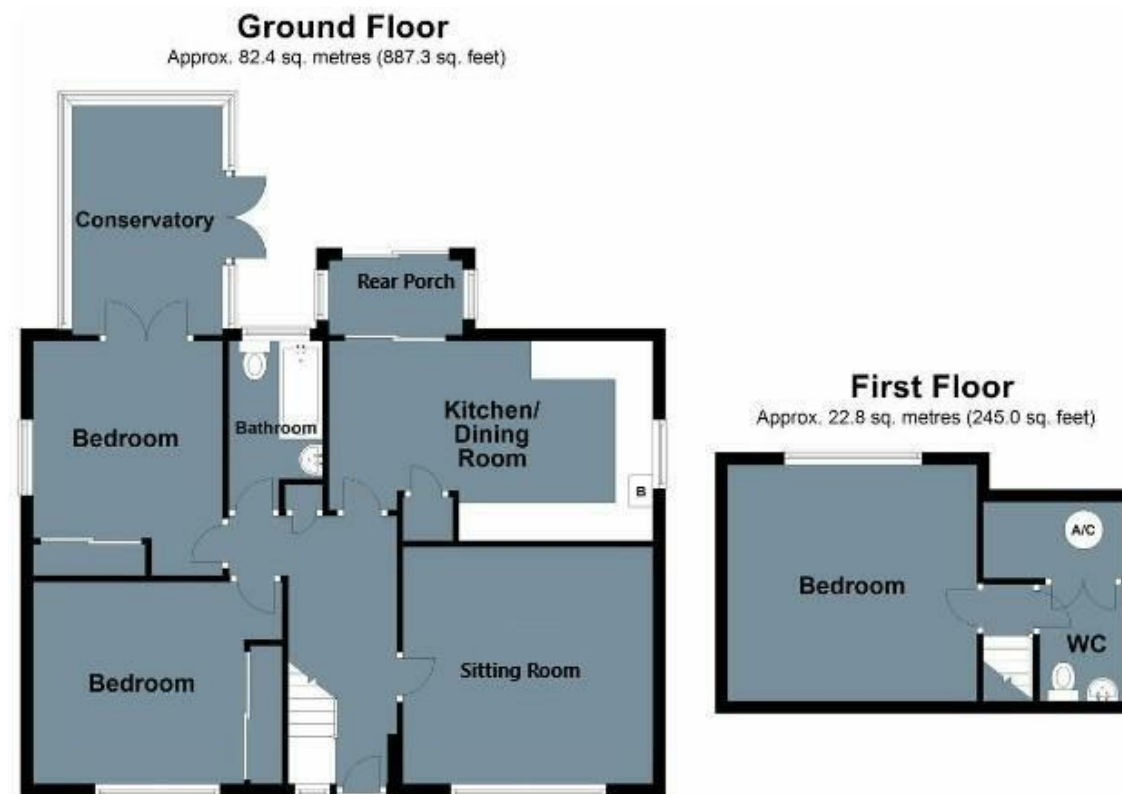 Ground Floor
Approx. 82.4 sq. metres (887.3 sq. feet)
Conservatory
Rear Porch
Kitchen/
Dining
Room
Bedroom
Bathroom
B
Bedroom
Sitting Room
First Floor
Approx. 22.8 sq. metres (245.0 sq. feet)
A/C
Bedroom
WC